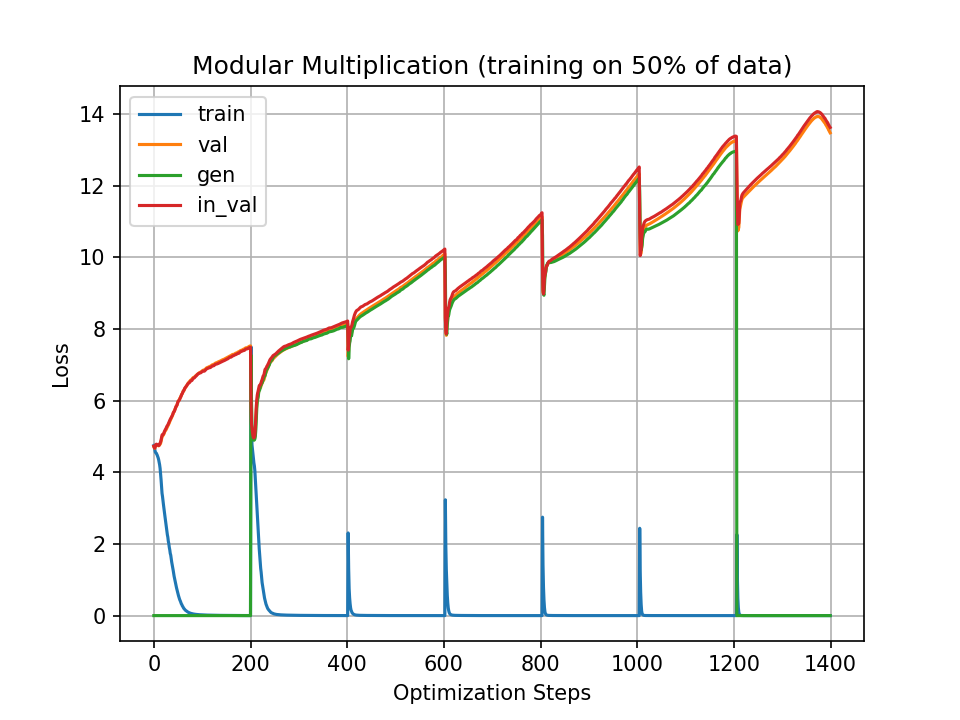 Modular Multiplication (training on 50% of data)
train
val
gen
in_val
Loss
14
12
10
8
6
4
2
0
0 200 400 600 800 1000 1200 1400
Optimization Steps